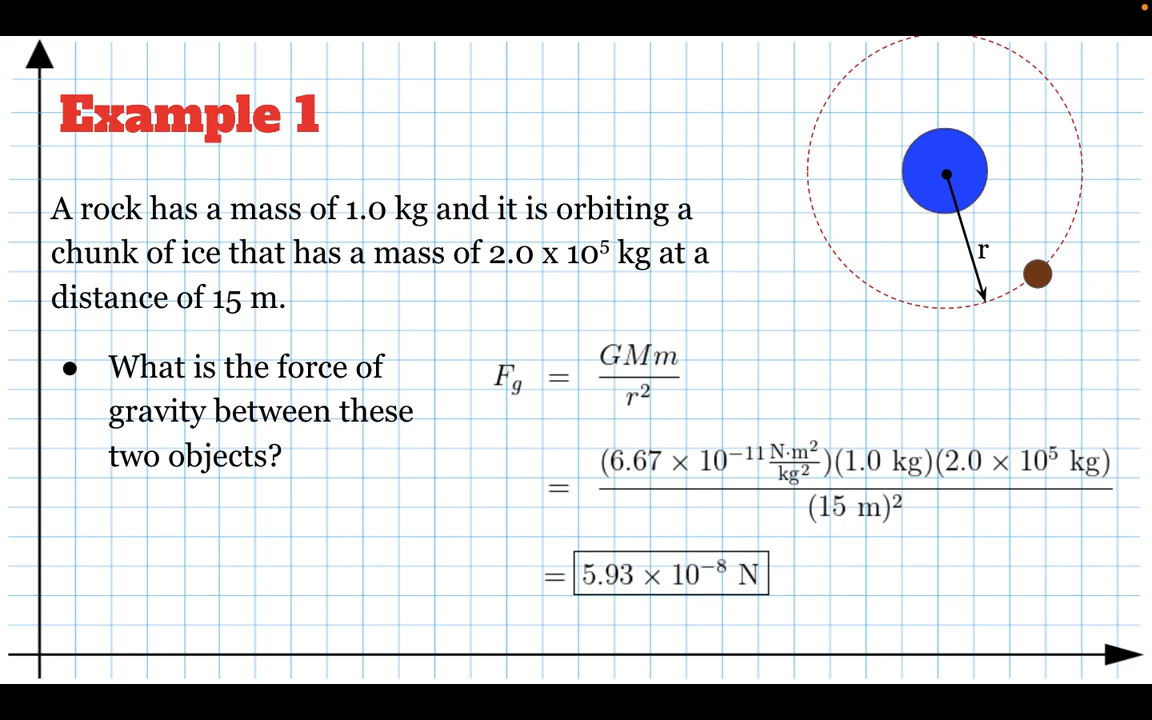 Example 1
A rock has a mass of 1.0 kg and it is orbiting a
chunk of ice that has a mass of 2.0 x 10⁵ kg at a
distance of 15 m.
r
● What is the force of
gravity between these
two objects?
F_g = GMm / r²
= (6.67 × 10⁻¹¹ N·m²/kg²)(1.0 kg)(2.0 × 10⁵ kg) / (15 m)²
= 5.93 × 10⁻⁸ N